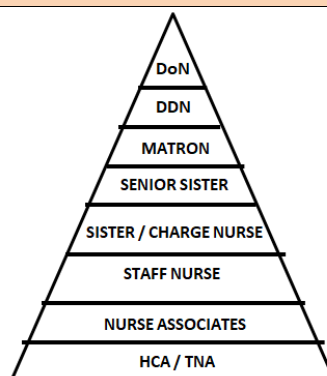 DoN
DDN
MATRON
SENIOR SISTER
SISTER / CHARGE NURSE
STAFF NURSE
NURSE ASSOCIATES
HCA / TNA